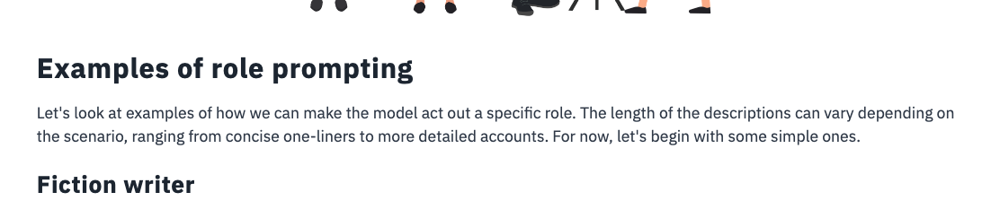 Examples of role prompting
Let's look at examples of how we can make the model act out a specific role. The length of the descriptions can vary depending on
the scenario, ranging from concise one-liners to more detailed accounts. For now, let's begin with some simple ones.
Fiction writer